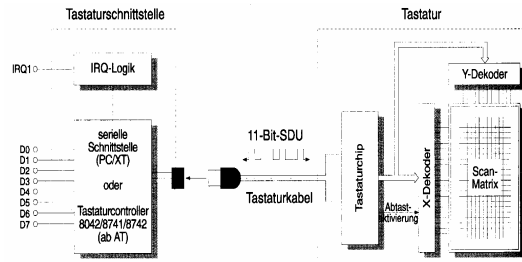 Tastaturschnittstelle
Tastatur
IRQ1
IRQ-Logik
Y-Dekoder
D0
D1
D2
D3
D4
D5
D6
D7
serielle
Schnittstelle
(PC/XT)
oder
Tastaturcontroller
8042/8741/8742
(ab AT)
11-Bit-SDU
Tastaturkabel
Tastaturchip
Abtast-
aktivierung
X-Dekoder
Scan-
Matrix